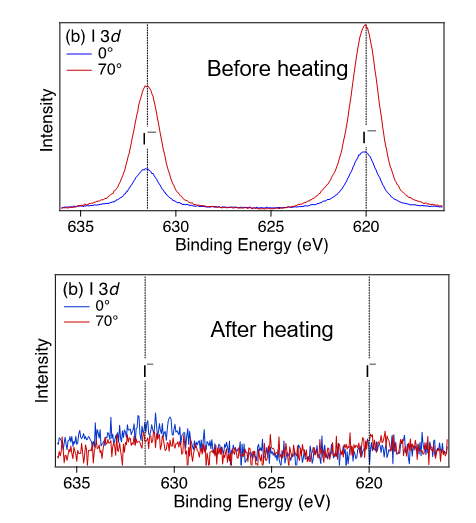 (b) I 3d
0°
70°
Before heating
I⁻
I⁻
Intensity
635
630
625
620
Binding Energy (eV)
(b) I 3d
0°
70°
After heating
I⁻
I⁻
Intensity
635
630
625
620
Binding Energy (eV)